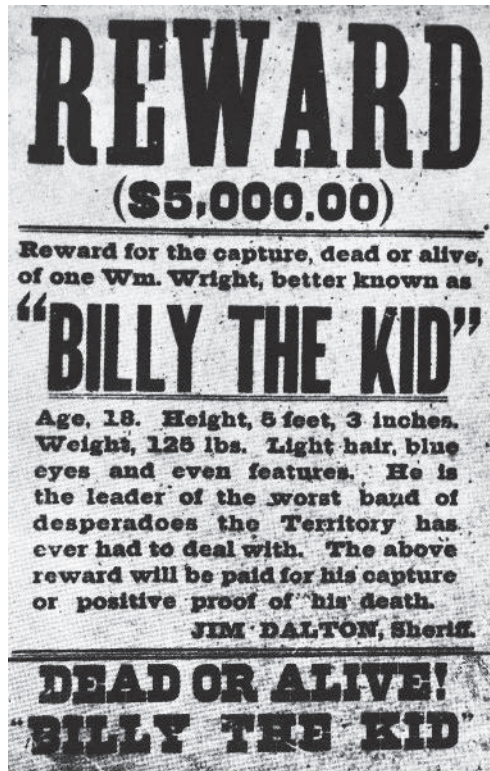 REWARD
($5,000.00)
Reward for the capture, dead or alive,
of one Wm. Wright, better known as
"BILLY THE KID"
Age, 18. Height, 5 feet, 3 inches.
Weight, 125 lbs. Light hair, blue
eyes and even features. He is
the leader of the worst band of
desperadoes the Territory has
ever had to deal with. The above
reward will be paid for his capture
or positive proof of his death.
JIM DALTON, Sheriff.
DEAD OR ALIVE!
"BILLY THE KID"